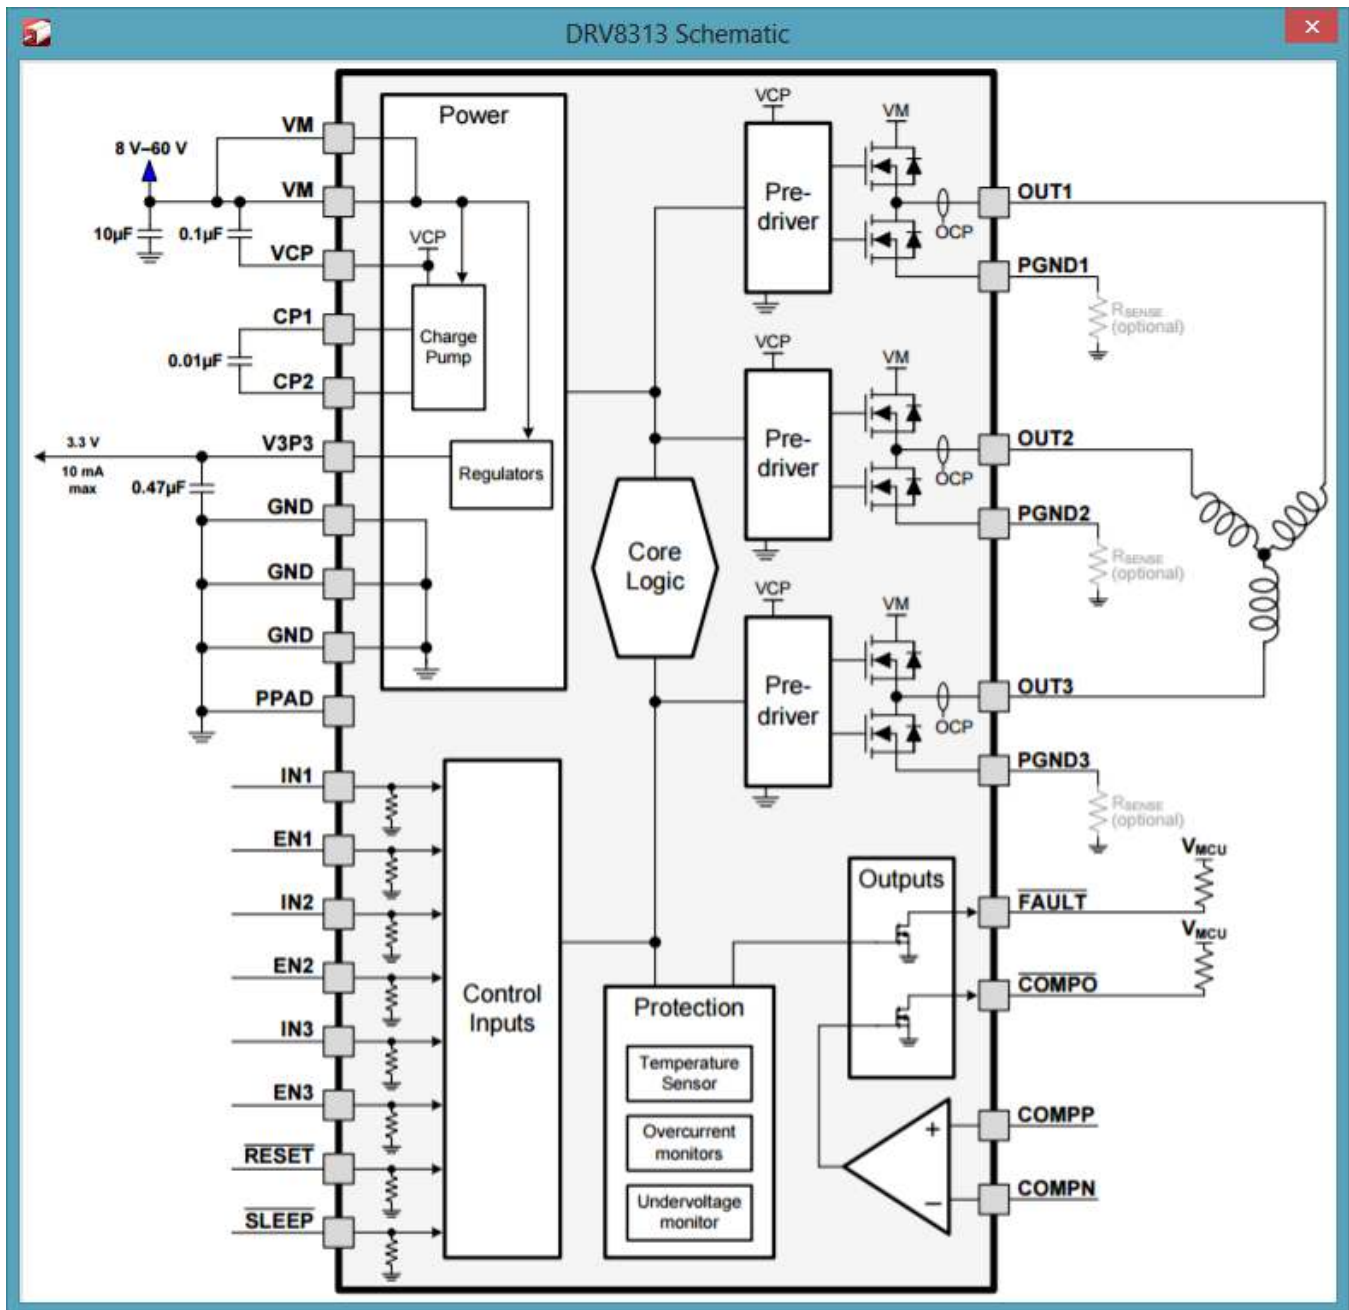 DRV8313 Schematic
Power
VM
8 V–60 V
VM
10µF
0.1µF
VCP
VCP
CP1
Charge
Pump
0.01µF
CP2
3.3 V
10 mA
max
V3P3
Regulators
0.47µF
GND
GND
GND
PPAD
Core
Logic
VCP
VM
Pre-
driver
OCP
OUT1
PGND1
RSENSE
(optional)
VCP
VM
Pre-
driver
OCP
OUT2
PGND2
RSENSE
(optional)
VCP
VM
Pre-
driver
OCP
OUT3
PGND3
RSENSE
(optional)
IN1
EN1
IN2
EN2
IN3
EN3
RESET
SLEEP
Control
Inputs
Protection
Temperature
Sensor
Overcurrent
monitors
Undervoltage
monitor
Outputs
VMCU
FAULT
VMCU
COMPO
+
COMPP
–
COMPN